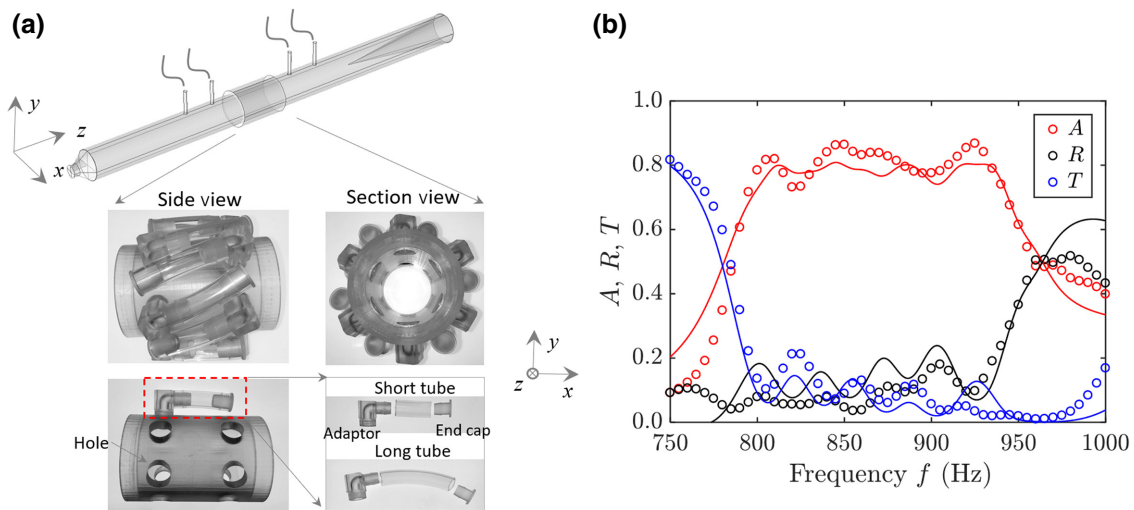 (a)
y
z
x
Side view
Section view
Hole
Short tube
Adaptor
End cap
Long tube
y
z
x
(b)
A, R, T
1.0
0.8
0.6
0.4
0.2
0
A
R
T
750
800
850
900
950
1000
Frequency f (Hz)